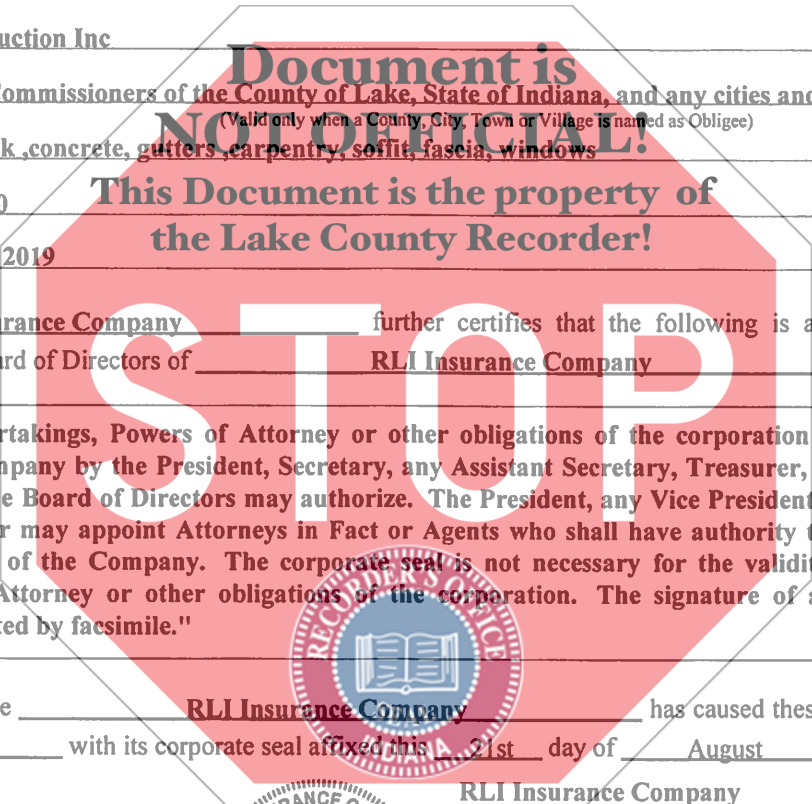 uction Inc
Document is
ommissioners of the County of Lake, State of Indiana, and any cities and
(Valid only when a County, City, Town or Village is named as Obligee)
NOT OFFICIAL!
k ,concrete, gutters ,carpentry, soffit, fascia, windows
This Document is the property of
0
the Lake County Recorder!
2019
STOP
urance Company further certifies that the following is a
ard of Directors of RLI Insurance Company
rtakings, Powers of Attorney or other obligations of the corporation
mpany by the President, Secretary, any Assistant Secretary, Treasurer,
e Board of Directors may authorize. The President, any Vice President
r may appoint Attorneys in Fact or Agents who shall have authority t
of the Company. The corporate seal is not necessary for the validit
Attorney or other obligations of the corporation. The signature of a
ted by facsimile."
RECORDER'S OFFICE
e RLI Insurance Company has caused thes
INDIANA
with its corporate seal affixed this 21st day of August
RLI Insurance Company
RANCE